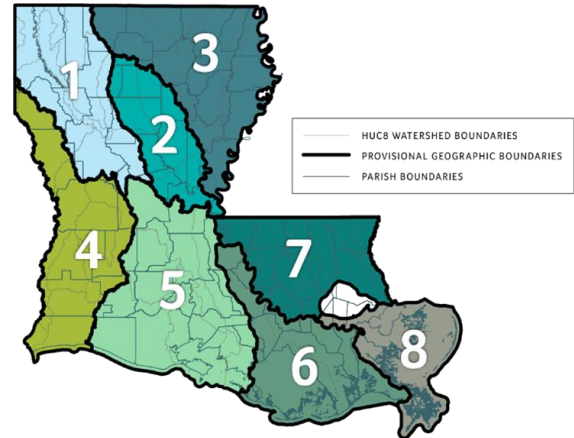 1
3
2
HUC8 WATERSHED BOUNDARIES
PROVISIONAL GEOGRAPHIC BOUNDARIES
PARISH BOUNDARIES
4
7
5
8
6